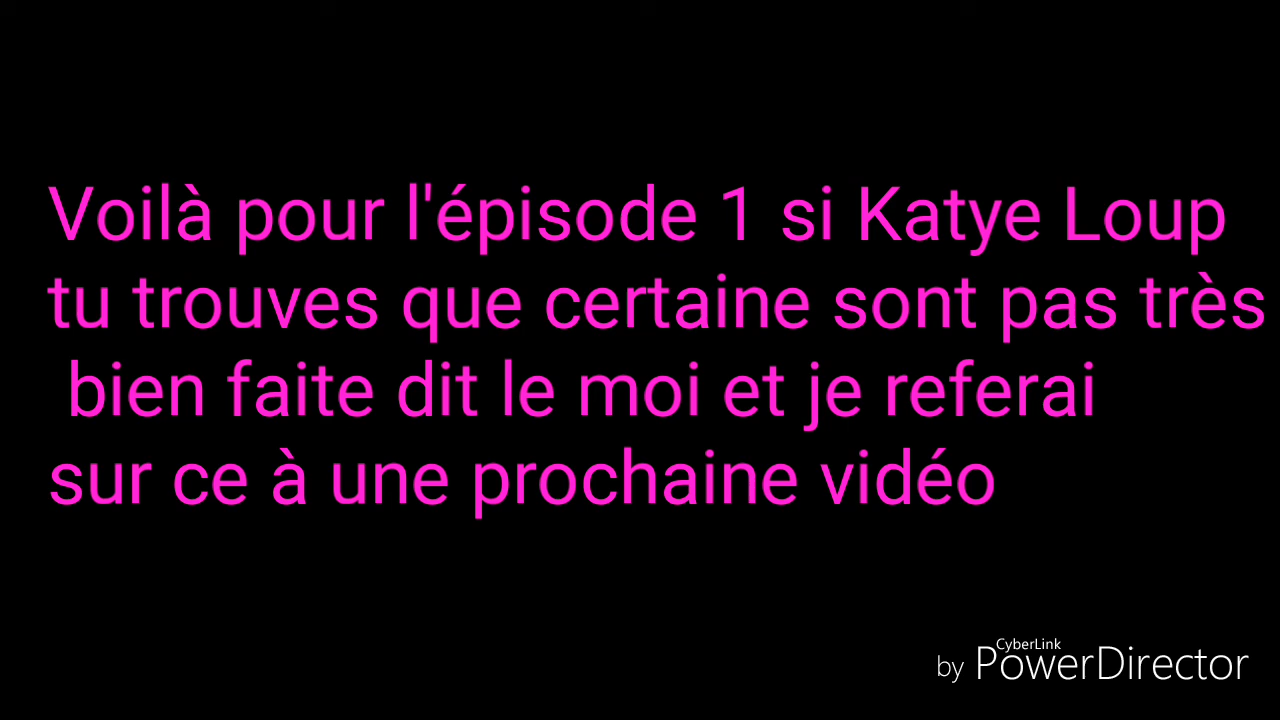 Voilà pour l'épisode 1 si Katye Loup
tu trouves que certaine sont pas très
bien faite dit le moi et je referai
sur ce à une prochaine vidéo
CyberLink
by PowerDirector